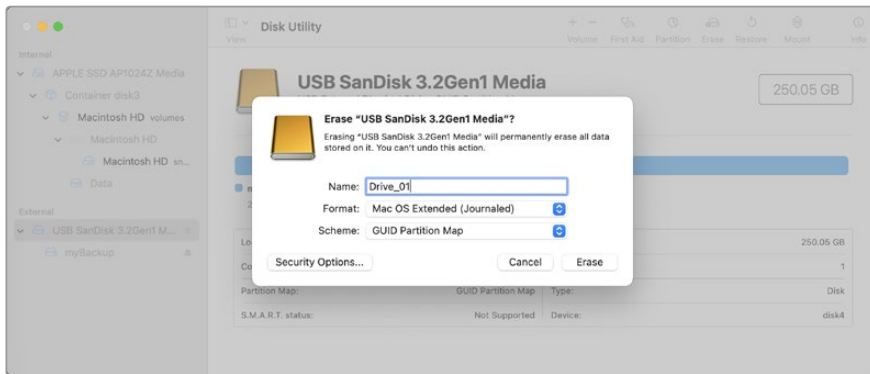 Disk Utility
View
Volume First Aid Partition Erase Restore Mount Info
Internal
APPLE SSD AP1024Z Media
Container disk3
Macintosh HD volumes
Macintosh HD
Macintosh HD sn...
Data
External
USB SanDisk 3.2Gen1 M...
myBackup
USB SanDisk 3.2Gen1 Media
250.05 GB
Erase “USB SanDisk 3.2Gen1 Media”?
Erasing “USB SanDisk 3.2Gen1 Media” will permanently erase all data
stored on it. You can't undo this action.
Name: Drive_01
Format: Mac OS Extended (Journaled)
Scheme: GUID Partition Map
Security Options... Cancel Erase
250.05 GB
1
Partition Map: GUID Partition Map Type: Disk
S.M.A.R.T. status: Not Supported Device: disk4